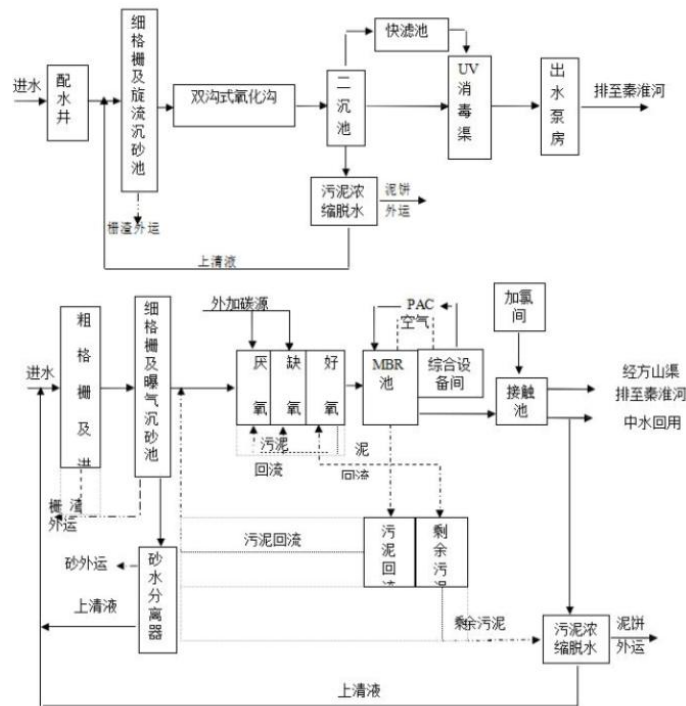 快滤池
进水
配水井
细格栅及旋流沉砂池
双沟式氧化沟
二沉池
UV消毒渠
出水泵房
排至秦淮河
污泥浓缩脱水
泥饼
外运
栅渣外运
上清液
外加碳源
PAC
空气
加氯间
进水
粗格栅及进
细格栅及曝气沉砂池
厌氧
缺氧
好氧
MBR池
综合设备间
接触池
经方山渠
排至秦淮河
中水回用
污泥
回流
泥
回流
栅渣
外运
污泥回流
污泥回流
剩余污泥
砂外运
砂水分离器
上清液
剩余污泥
污泥浓缩脱水
泥饼
外运
上清液